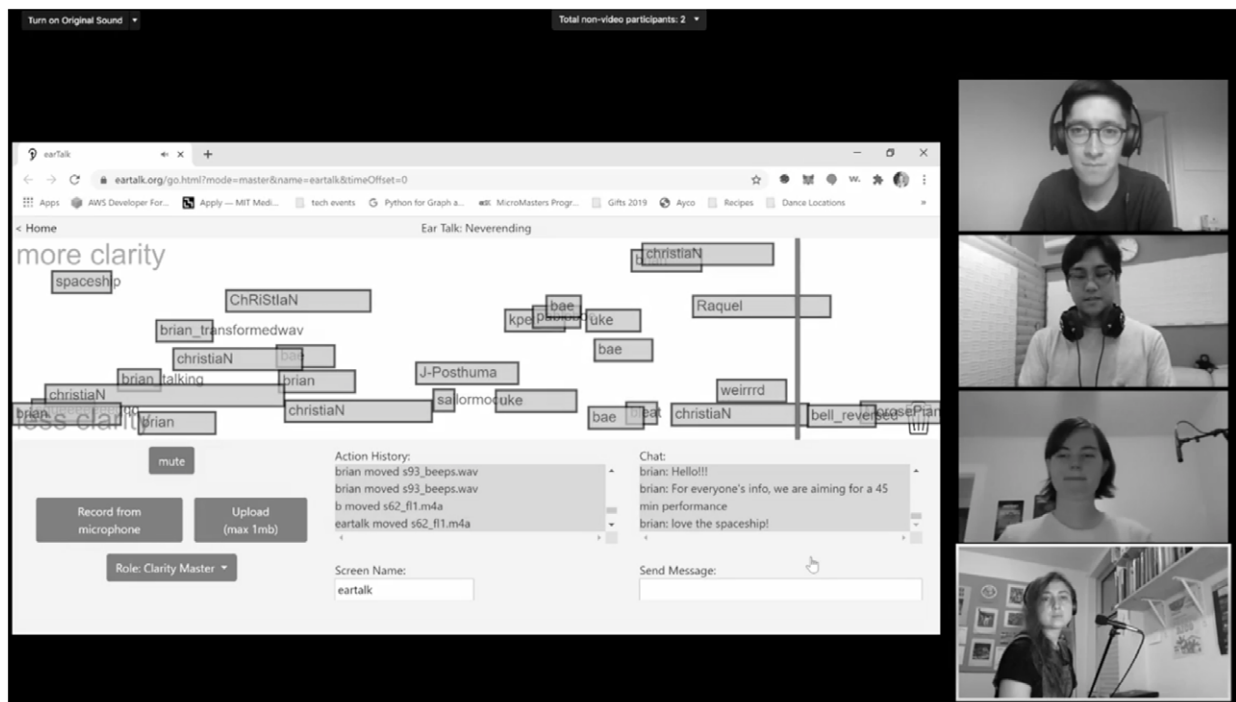 Turn on Original Sound
Total non-video participants: 2
earTalk
eartalk.org/go.html?mode=master&name=eartalk&timeOffset=0
Apps
AWS Developer For...
Apply — MIT Medi...
tech events
Python for Graph a...
MicroMasters Progr...
Gifts 2019
Ayco
Recipes
Dance Locations
»
< Home
Ear Talk: Neverending
more clarity
christiaN
spaceship
ChRiStIaN
bae
Raquel
kpe
uke
brian_transformedwav
bae
christiaN
bae
J-Posthuma
brian_talking
brian
weirrrd
christiaN
sailormoc
uke
brian
christiaN
bae
bleat
christiaN
bell_reversed
less clarity
brian
mute
Record from
microphone
Upload
(max 1mb)
Role: Clarity Master
Action History:
brian moved s93_beeps.wav
brian moved s93_beeps.wav
b moved s62_fl1.m4a
eartalk moved s62_fl1.m4a
Chat:
brian: Hello!!!
brian: For everyone's info, we are aiming for a 45
min performance
brian: love the spaceship!
Screen Name:
eartalk
Send Message: